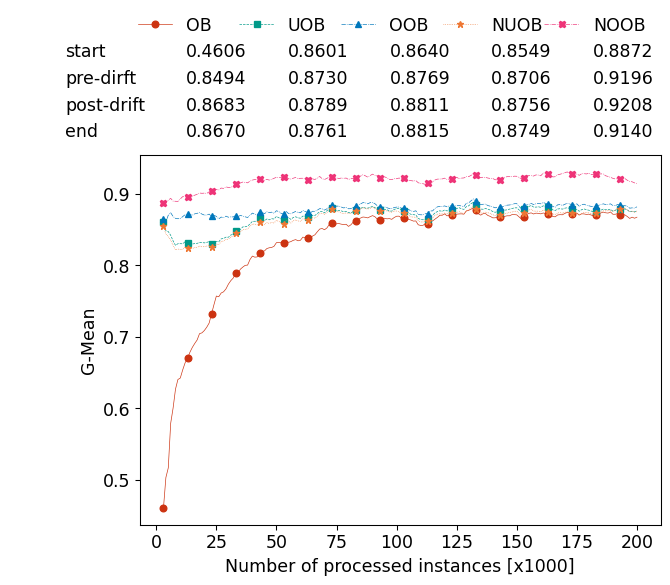 OB UOB OOB NUOB NOOB
start 0.4606 0.8601 0.8640 0.8549 0.8872
pre-dirft 0.8494 0.8730 0.8769 0.8706 0.9196
post-drift 0.8683 0.8789 0.8811 0.8756 0.9208
end 0.8670 0.8761 0.8815 0.8749 0.9140
0.9
0.8
0.7
0.6
0.5
G-Mean
0 25 50 75 100 125 150 175 200
Number of processed instances [x1000]